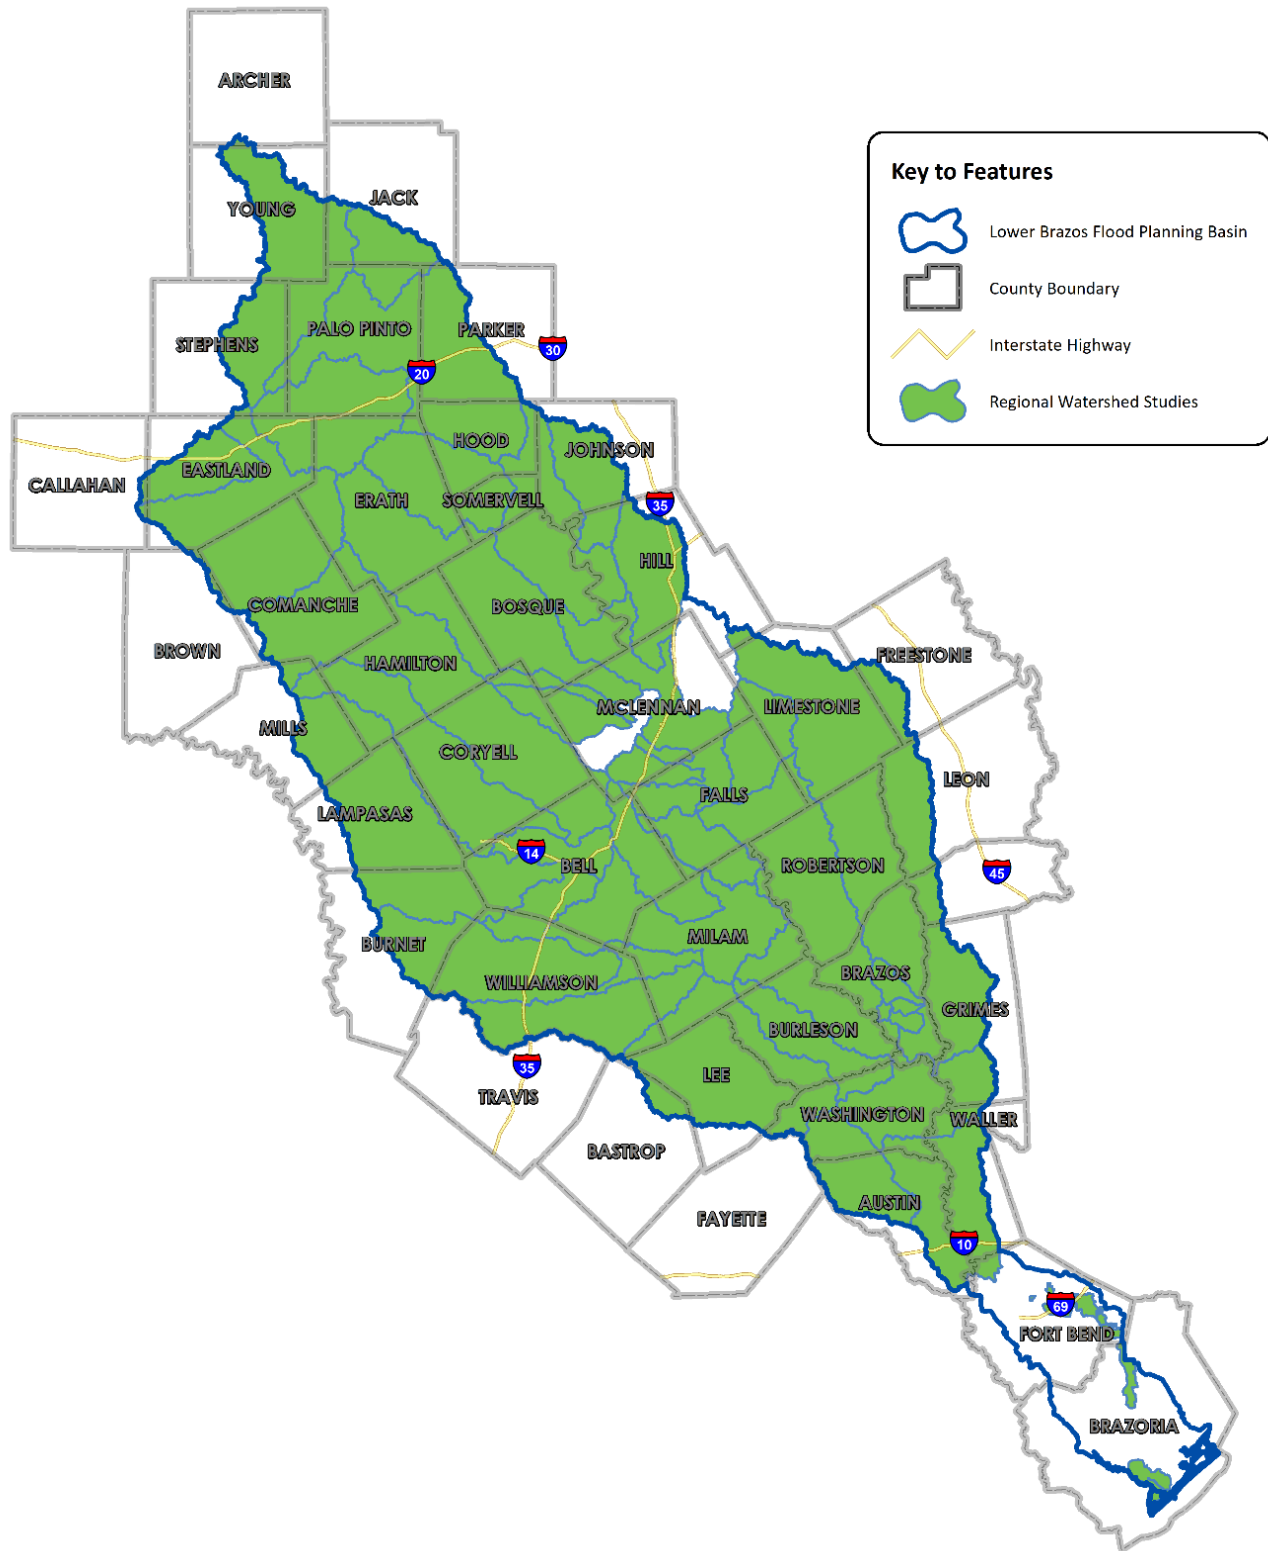 ARCHER
Key to Features
JACK
YOUNG
Lower Brazos Flood Planning Basin
County Boundary
PALO PINTO
PARKER
STEPHENS
30
Interstate Highway
20
Regional Watershed Studies
HOOD
JOHNSON
EASTLAND
CALLAHAN
ERATH
SOMERVELL
35
HILL
COMANCHE
BOSQUE
BROWN
HAMILTON
FREESTONE
MCLENNAN
LIMESTONE
MILLS
CORYELL
LEON
FALLS
LAMPASAS
14
BELL
ROBERTSON
45
MILAM
BURNET
BRAZOS
WILLIAMSON
GRIMES
BURLESON
35
LEE
TRAVIS
WASHINGTON
WALLER
BASTROP
AUSTIN
FAYETTE
10
69
FORT BEND
BRAZORIA